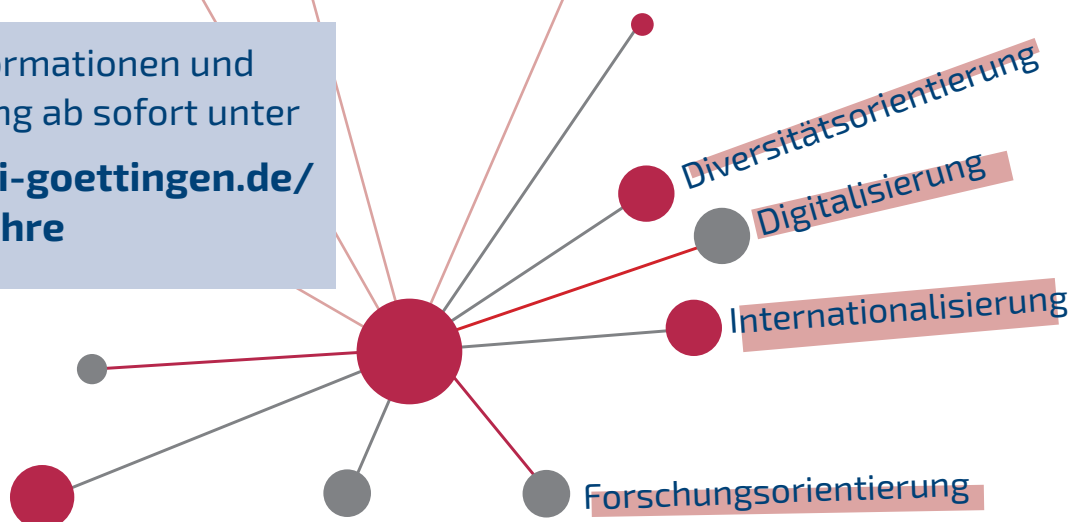 ormationen und
ng ab sofort unter
i-goettingen.de/
hre
Diversitätsorientierung
Digitalisierung
Internationalisierung
Forschungsorientierung